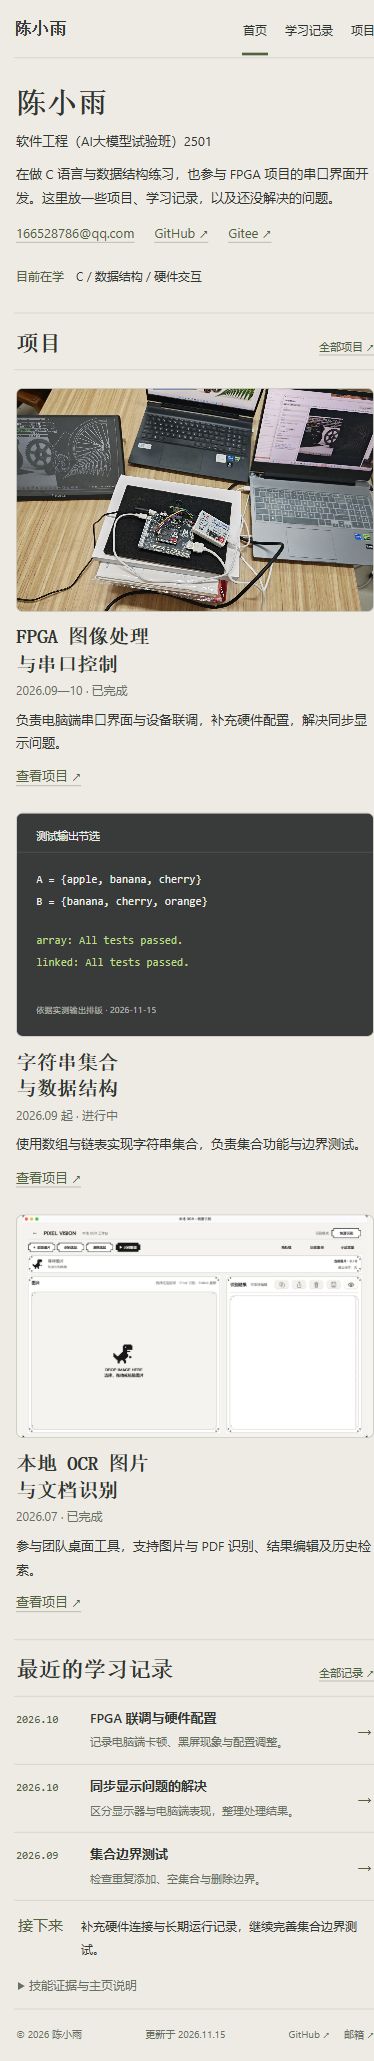 陈小雨
首页 学习记录 项目
陈小雨
软件工程（AI大模型试验班）2501
在做 C 语言与数据结构练习，也参与 FPGA 项目的串口界面开
发。这里放一些项目、学习记录，以及还没解决的问题。
166528786@qq.com GitHub ↗ Gitee ↗
目前在学 C / 数据结构 / 硬件交互
项目
全部项目 ↗
FPGA 图像处理
与串口控制
2026.09—10 · 已完成
负责电脑端串口界面与设备联调，补充硬件配置，解决同步显
示问题。
查看项目 ↗
测试输出节选
A = {apple, banana, cherry}
B = {banana, cherry, orange}
array: All tests passed.
linked: All tests passed.
依据实测输出排版 · 2026-11-15
字符串集合
与数据结构
2026.09 起 · 进行中
使用数组与链表实现字符串集合，负责集合功能与边界测试。
查看项目 ↗
PIXEL VISION
图片
DROP IMAGE HERE
本地 OCR 图片
与文档识别
2026.07 · 已完成
参与团队桌面工具，支持图片与 PDF 识别、结果编辑及历史检
索。
查看项目 ↗
最近的学习记录
全部记录 ↗
2026.10 FPGA 联调与硬件配置
记录电脑端卡顿、黑屏现象与配置调整。
→
2026.10 同步显示问题的解决
区分显示器与电脑端表现，整理处理结果。
→
2026.09 集合边界测试
检查重复添加、空集合与删除边界。
→
接下来 补充硬件连接与长期运行记录，继续完善集合边界测
试。
▶ 技能证据与主页说明
© 2026 陈小雨 更新于 2026.11.15 GitHub ↗ 邮箱 ↗